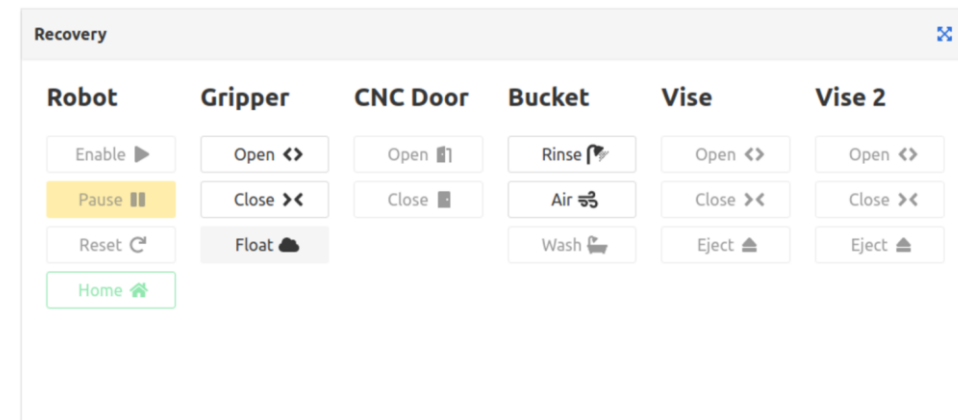 Recovery
Robot Gripper CNC Door Bucket Vise Vise 2
Enable Open Open Rinse Open Open
Pause Close Close Air Close Close
Reset Float Wash Eject Eject
Home